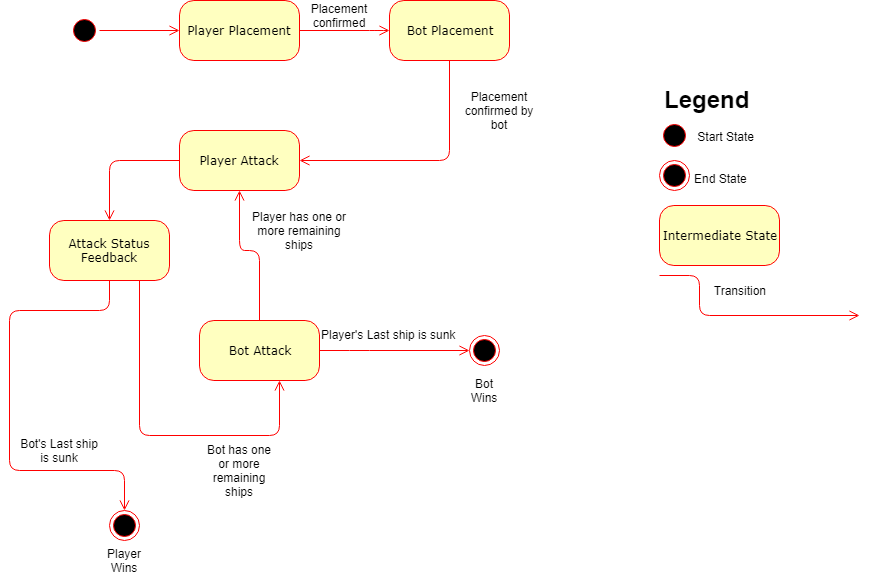 Placement
confirmed
Player Placement
Bot Placement
Placement
confirmed by
bot
Player Attack
Player has one or
more remaining
ships
Attack Status
Feedback
Bot Attack
Player's Last ship is sunk
Bot
Wins
Bot's Last ship
is sunk
Bot has one
or more
remaining
ships
Player
Wins
Legend
Start State
End State
Intermediate State
Transition